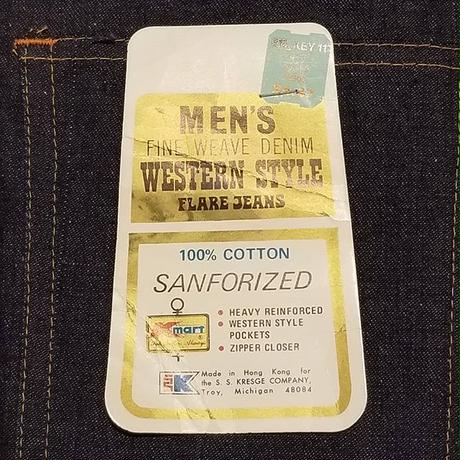 MEN'S
FINE WEAVE DENIM
WESTERN STYLE
FLARE JEANS
100% COTTON
SANFORIZED
• HEAVY REINFORCED
• WESTERN STYLE
POCKETS
• ZIPPER CLOSER
mart
K
Made in Hong Kong for
the S. S. KRESGE COMPANY,
Troy, Michigan 48084